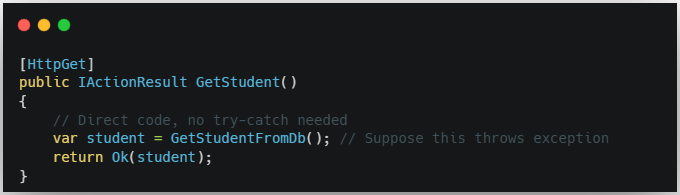 [HttpGet]
public IActionResult GetStudent()
{
    // Direct code, no try-catch needed
    var student = GetStudentFromDb(); // Suppose this throws exception
    return Ok(student);
}